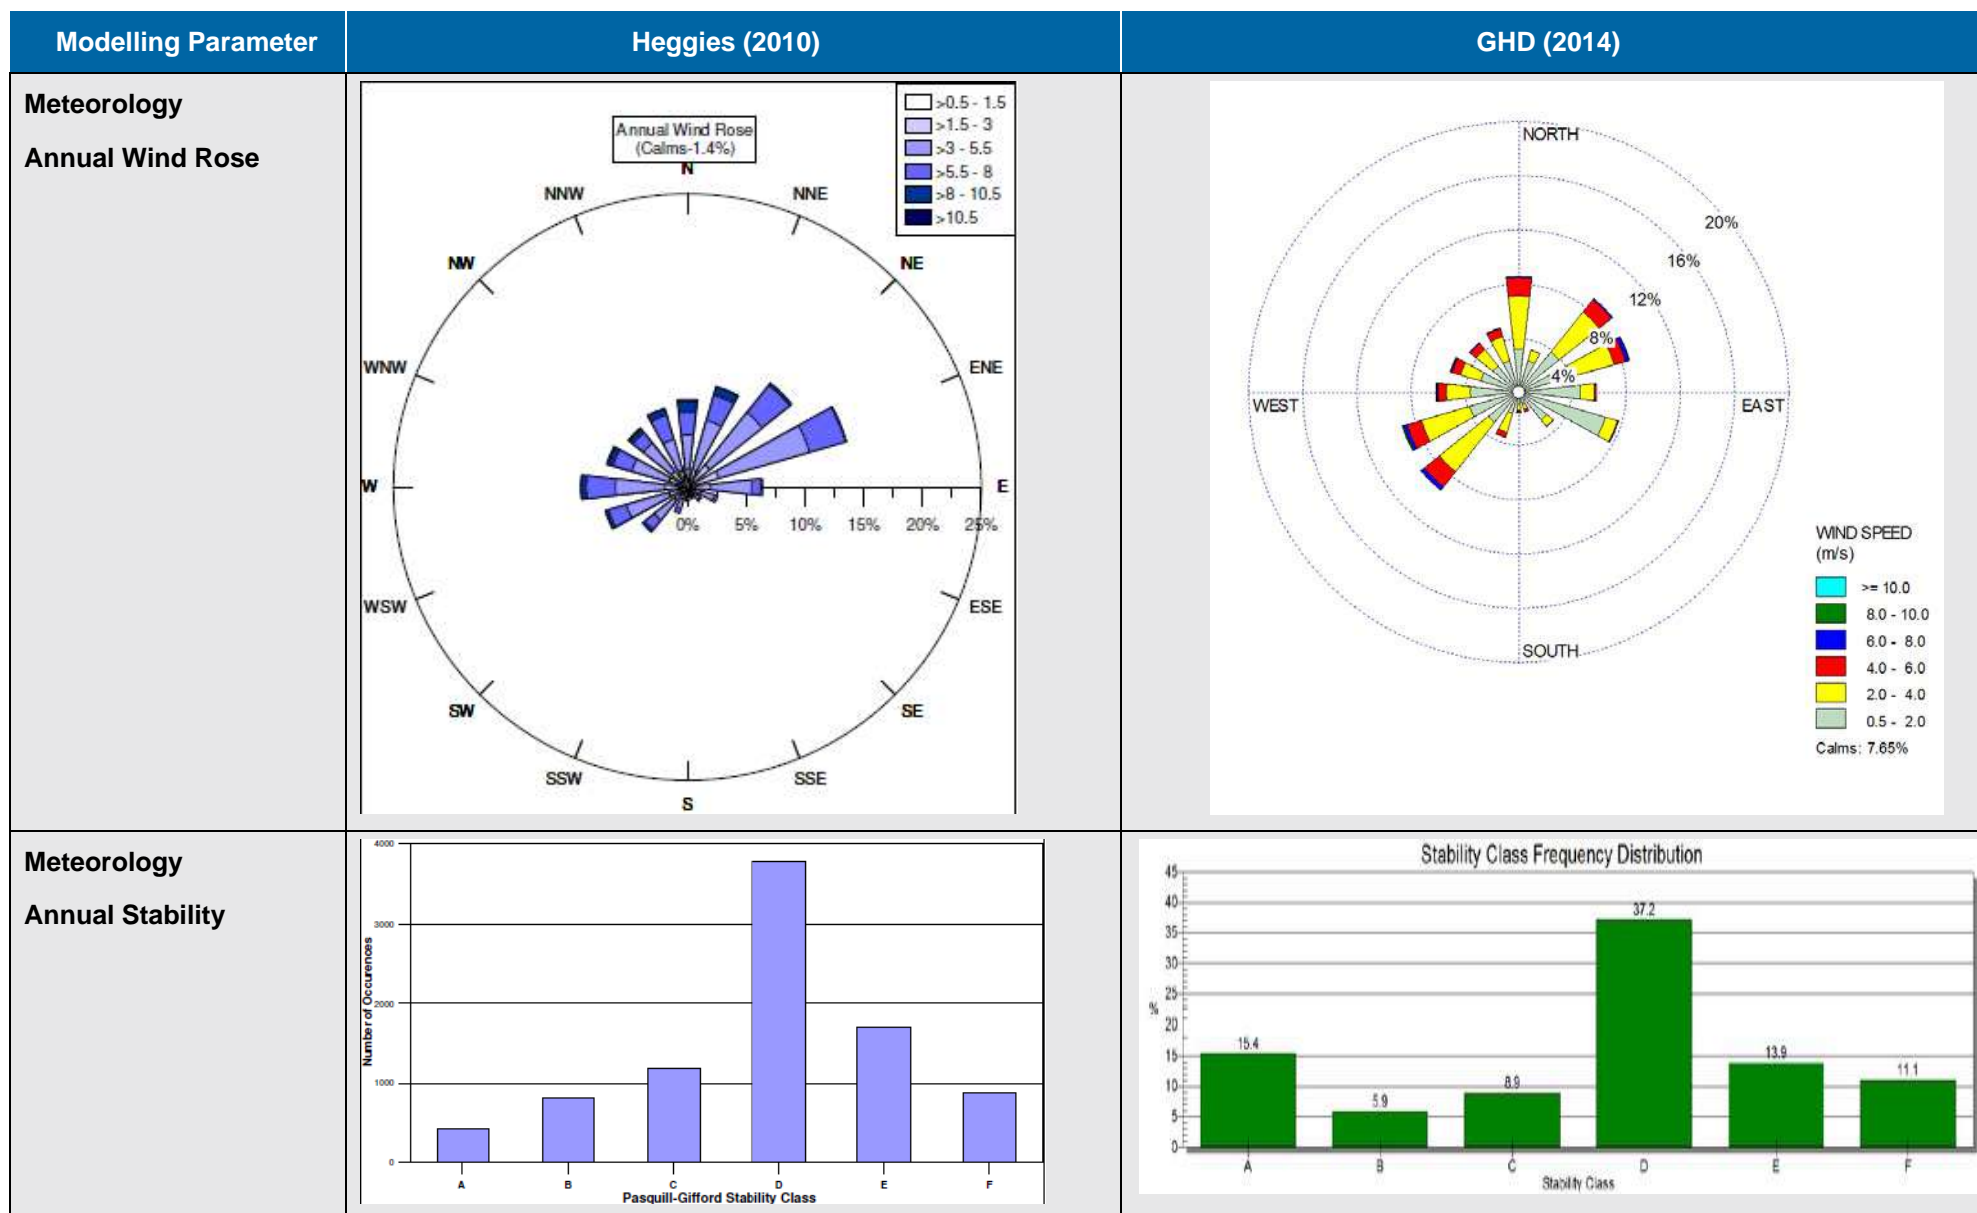 Modelling Parameter
Heggies (2010)
GHD (2014)
Meteorology
Annual Wind Rose
Annual Wind Rose
(Calms-1.4%)
>0.5 - 1.5
>1.5 - 3
>3 - 5.5
>5.5 - 8
>8 - 10.5
>10.5
N
NNW
NNE
NW
NE
WNW
ENE
W
E
0%
5%
10%
15%
20%
25%
WSW
ESE
SW
SE
SSW
SSE
S
NORTH
20%
16%
12%
8%
4%
WEST
EAST
SOUTH
WIND SPEED
(m/s)
>= 10.0
8.0 - 10.0
6.0 - 8.0
4.0 - 6.0
2.0 - 4.0
0.5 - 2.0
Calms: 7.65%
Meteorology
Annual Stability
4000
3000
2000
1000
0
Number of Occurences
A
B
C
D
E
F
Pasquill-Gifford Stability Class
Stability Class Frequency Distribution
45
40
35
30
25
20
15
10
5
0
%
15.4
5.9
8.9
37.2
13.9
11.1
A
B
C
D
E
F
Stability Class